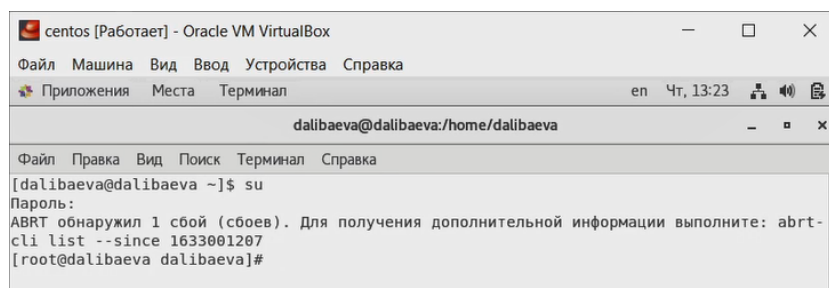 centos [Работает] - Oracle VM VirtualBox
Файл Машина Вид Ввод Устройства Справка
Приложения Места Терминал en Чт, 13:23
dalibaeva@dalibaeva:/home/dalibaeva
Файл Правка Вид Поиск Терминал Справка
[dalibaeva@dalibaeva ~]$ su
Пароль:
ABRT обнаружил 1 сбой (сбоев). Для получения дополнительной информации выполните: abrt-
cli list --since 1633001207
[root@dalibaeva dalibaeva]#